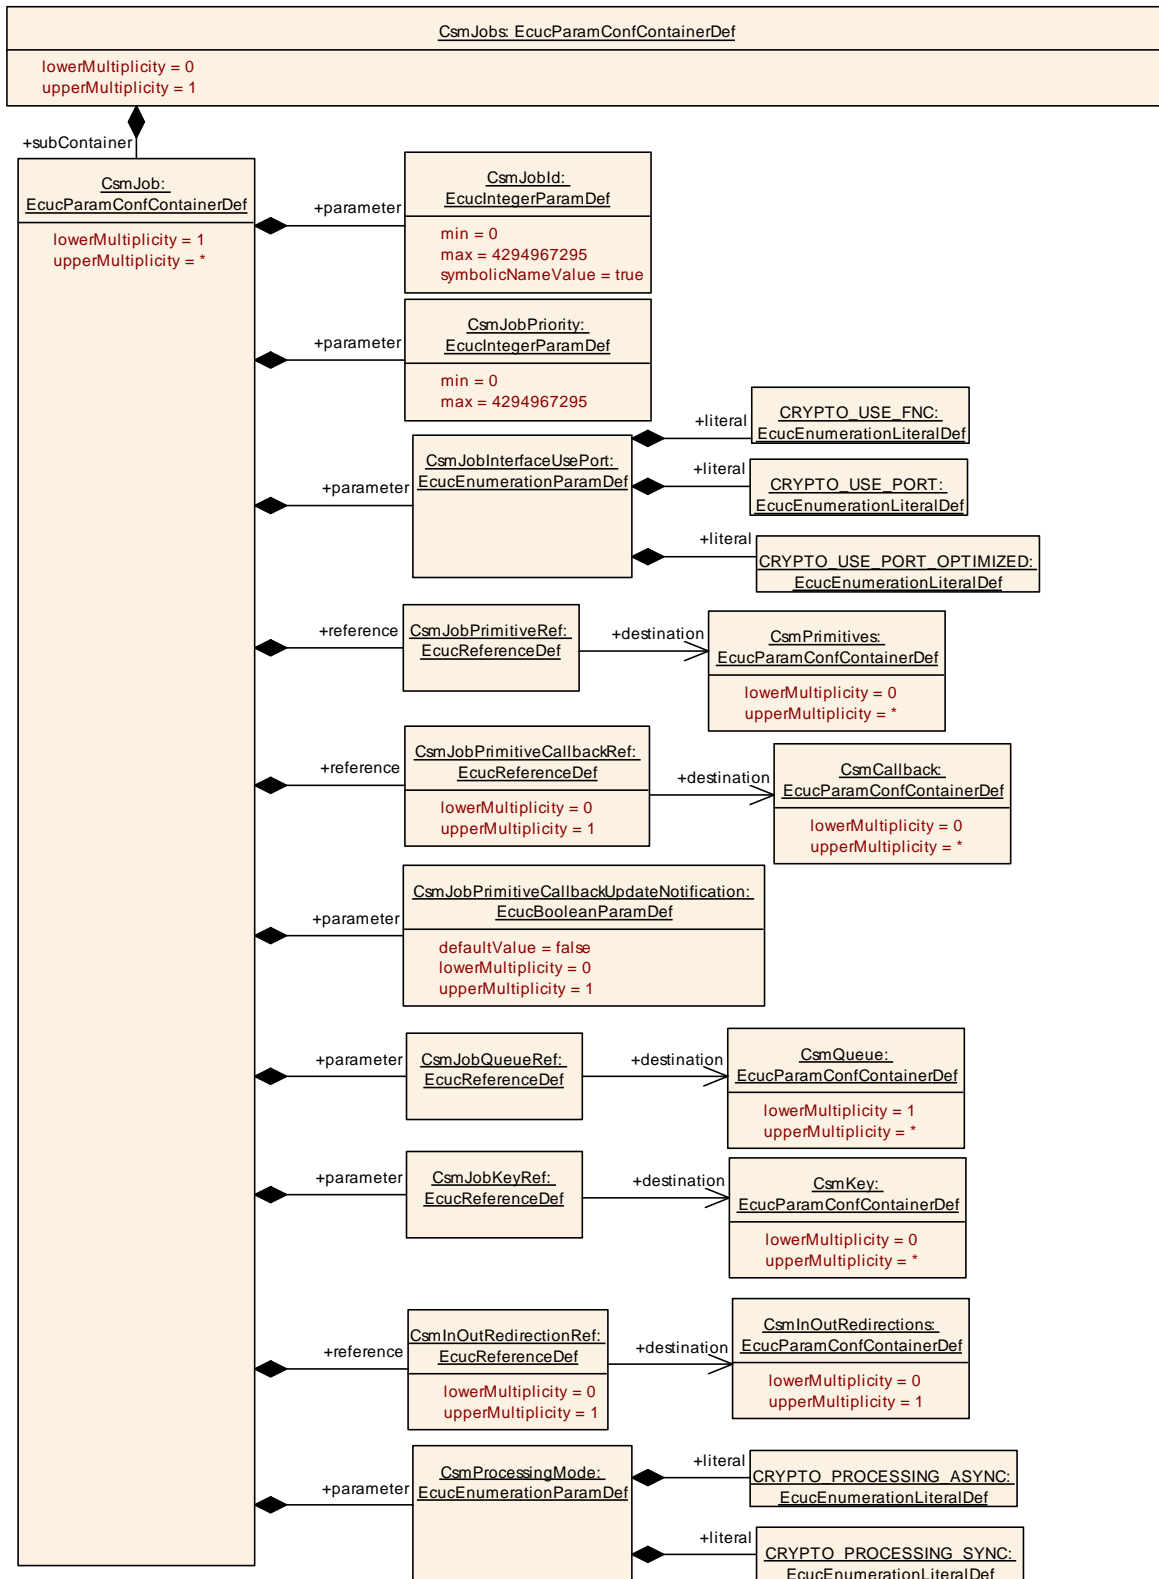 CsmJobs: EcucParamConfContainerDef
lowerMultiplicity = 0
upperMultiplicity = 1
+subContainer
CsmJob:
EcucParamConfContainerDef
lowerMultiplicity = 1
upperMultiplicity = *
+parameter
CsmJobId:
EcucIntegerParamDef
min = 0
max = 4294967295
symbolicNameValue = true
+parameter
CsmJobPriority:
EcucIntegerParamDef
min = 0
max = 4294967295
+parameter
CsmJobInterfaceUsePort:
EcucEnumerationParamDef
+literal
CRYPTO_USE_FNC:
EcucEnumerationLiteralDef
+literal
CRYPTO_USE_PORT:
EcucEnumerationLiteralDef
+literal
CRYPTO_USE_PORT_OPTIMIZED:
EcucEnumerationLiteralDef
+reference
CsmJobPrimitiveRef:
EcucReferenceDef
+destination
CsmPrimitives:
EcucParamConfContainerDef
lowerMultiplicity = 0
upperMultiplicity = *
+reference
CsmJobPrimitiveCallbackRef:
EcucReferenceDef
lowerMultiplicity = 0
upperMultiplicity = 1
+destination
CsmCallback:
EcucParamConfContainerDef
lowerMultiplicity = 0
upperMultiplicity = *
+parameter
CsmJobPrimitiveCallbackUpdateNotification:
EcucBooleanParamDef
defaultValue = false
lowerMultiplicity = 0
upperMultiplicity = 1
+parameter
CsmJobQueueRef:
EcucReferenceDef
+destination
CsmQueue:
EcucParamConfContainerDef
lowerMultiplicity = 1
upperMultiplicity = *
+parameter
CsmJobKeyRef:
EcucReferenceDef
+destination
CsmKey:
EcucParamConfContainerDef
lowerMultiplicity = 0
upperMultiplicity = *
+reference
CsmInOutRedirectionRef:
EcucReferenceDef
lowerMultiplicity = 0
upperMultiplicity = 1
+destination
CsmInOutRedirections:
EcucParamConfContainerDef
lowerMultiplicity = 0
upperMultiplicity = 1
+parameter
CsmProcessingMode:
EcucEnumerationParamDef
+literal
CRYPTO_PROCESSING_ASYNC:
EcucEnumerationLiteralDef
+literal
CRYPTO_PROCESSING_SYNC:
EcucEnumerationLiteralDef